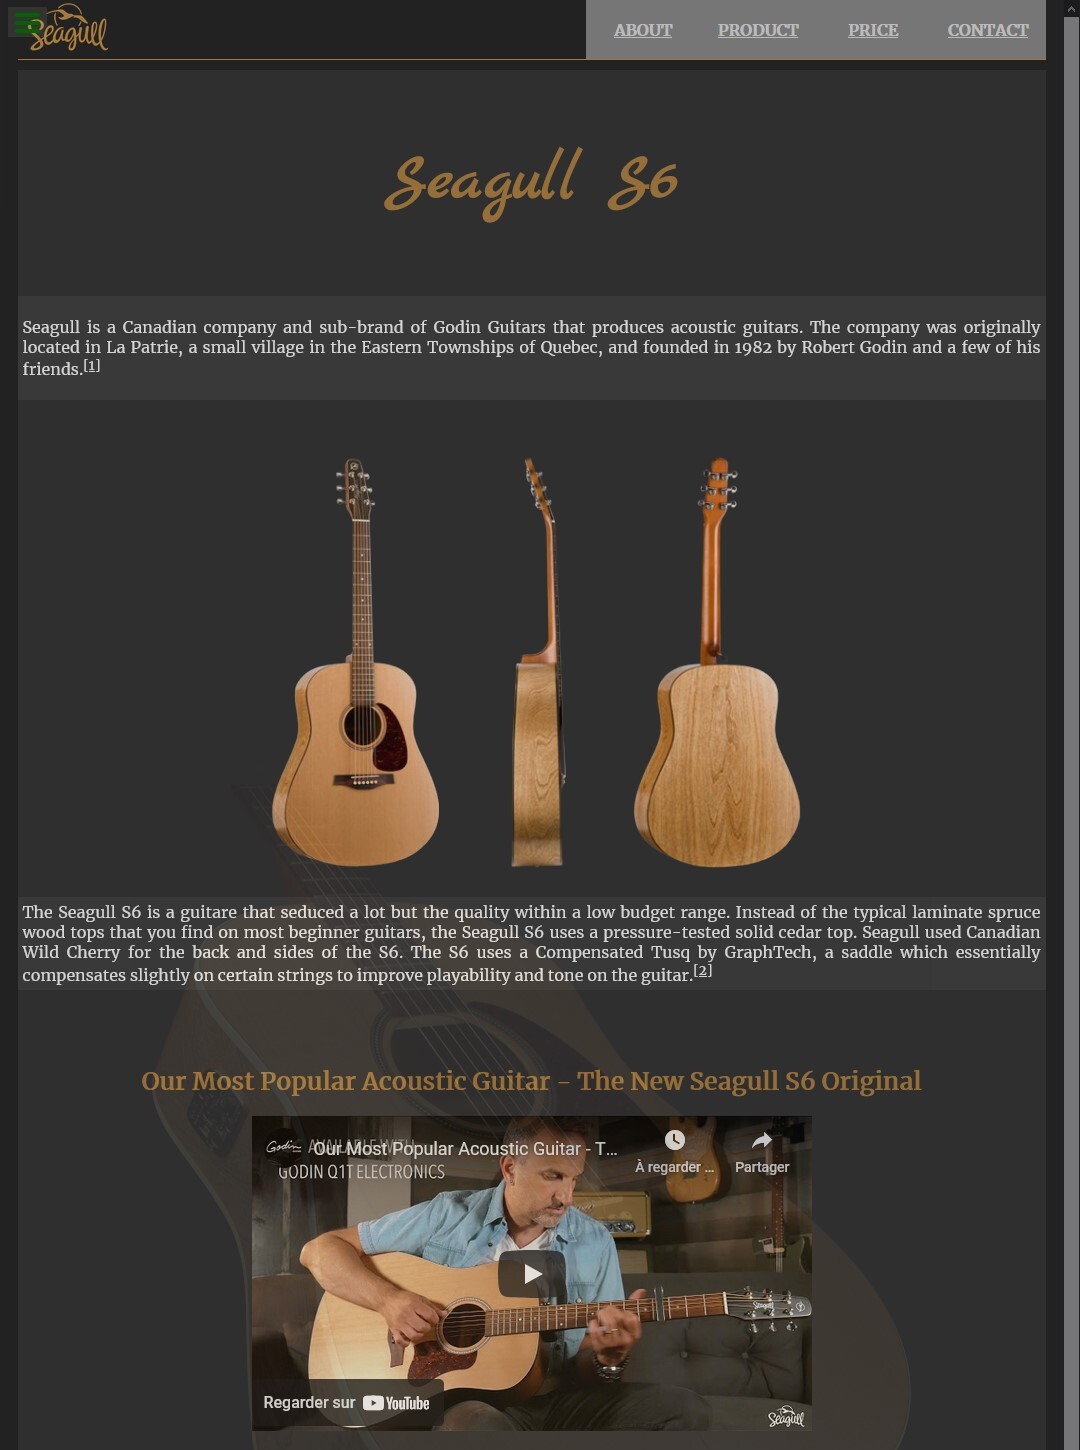 Seagull
ABOUT PRODUCT PRICE CONTACT
Seagull S6
Seagull is a Canadian company and sub-brand of Godin Guitars that produces acoustic guitars. The company was originally
located in La Patrie, a small village in the Eastern Townships of Quebec, and founded in 1982 by Robert Godin and a few of his
friends.[1]
The Seagull S6 is a guitare that seduced a lot but the quality within a low budget range. Instead of the typical laminate spruce
wood tops that you find on most beginner guitars, the Seagull S6 uses a pressure-tested solid cedar top. Seagull used Canadian
Wild Cherry for the back and sides of the S6. The S6 uses a Compensated Tusq by GraphTech, a saddle which essentially
compensates slightly on certain strings to improve playability and tone on the guitar.[2]
Our Most Popular Acoustic Guitar – The New Seagull S6 Original
Godin
AVAILABLE WITH
Our Most Popular Acoustic Guitar - T...
GODIN Q1T ELECTRONICS
À regarder ... Partager
Seagull
Regarder sur YouTube
Seagull